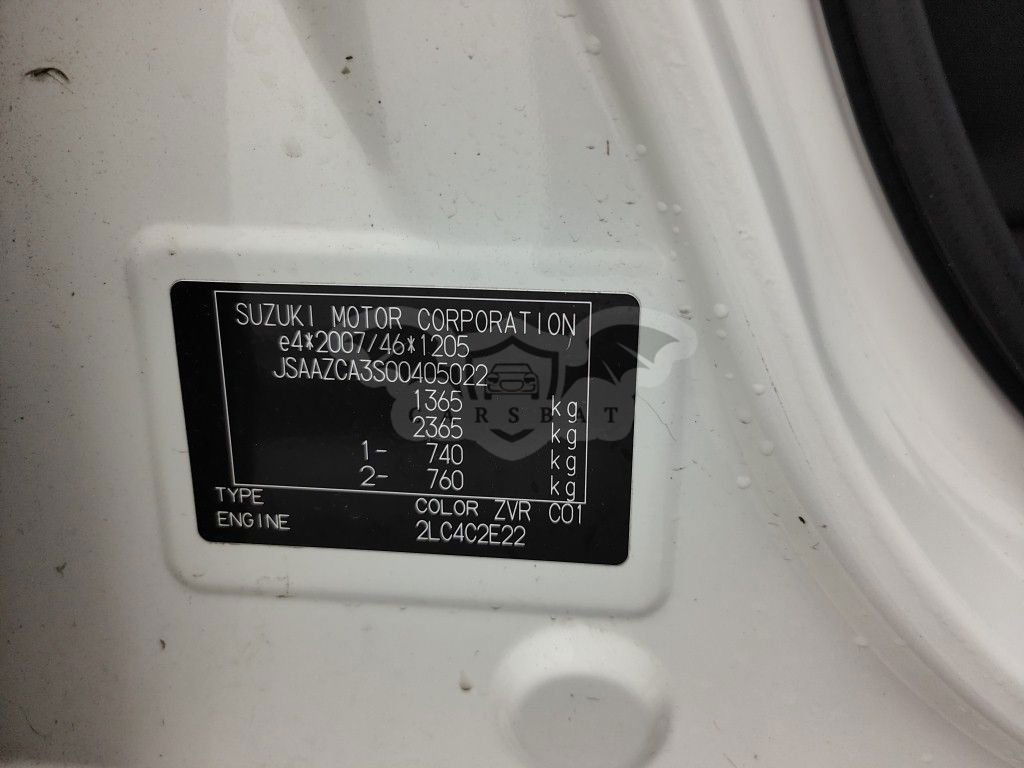 SUZUKI MOTOR CORPORATION
e4*2007/46*1205
JSAAZCA3S00405022
1365 kg
2365 kg
1- 740 kg
2- 760 kg
TYPE
COLOR ZVR C01
ENGINE 2LC4C2E22
CARSBAT